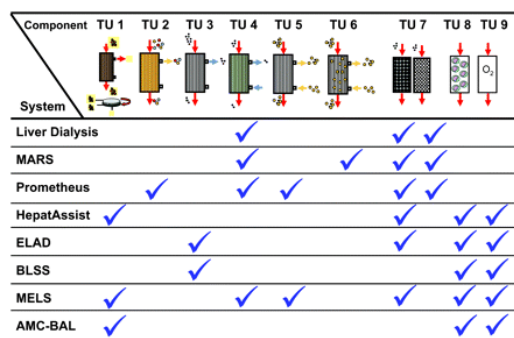 Component TU 1 TU 2 TU 3 TU 4 TU 5 TU 6 TU 7 TU 8 TU 9
O2
System
Liver Dialysis
MARS
Prometheus
HepatAssist
ELAD
BLSS
MELS
AMC-BAL